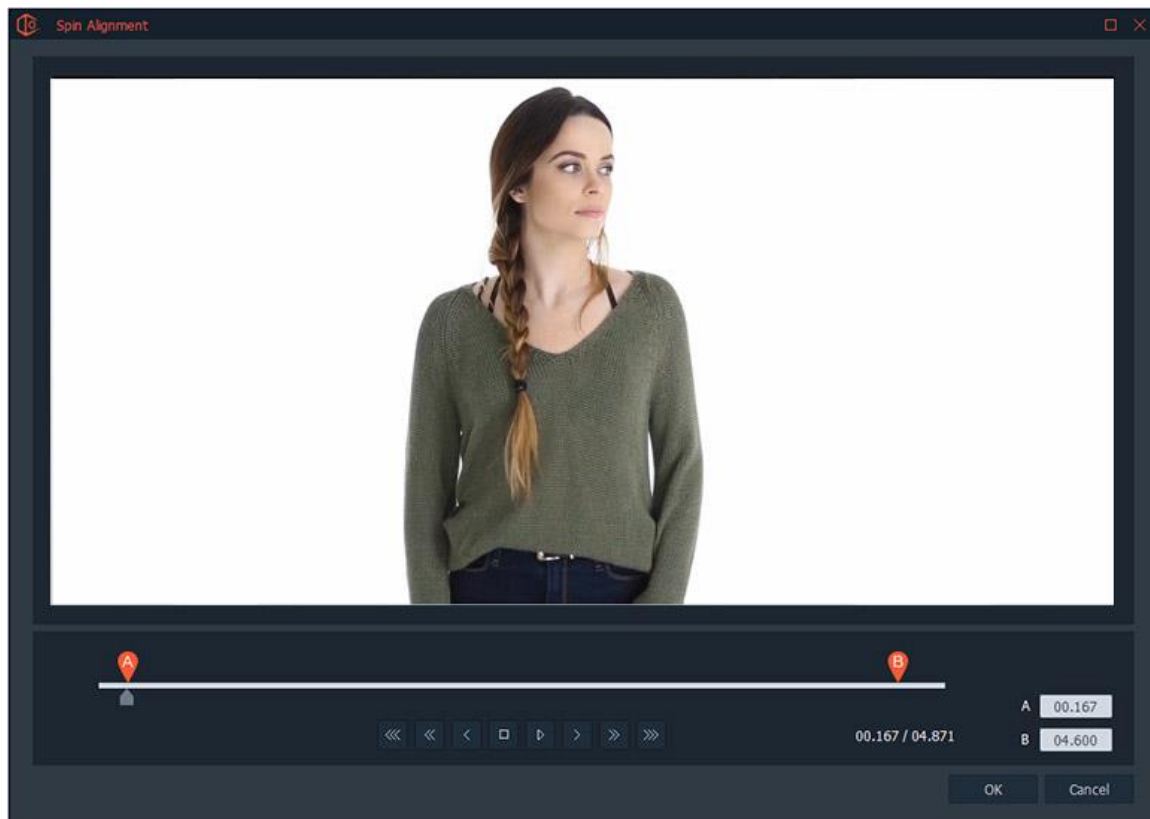 Spin Alignment
A
B
A 00.167
00.167 / 04.871
B 04.600
OK
Cancel